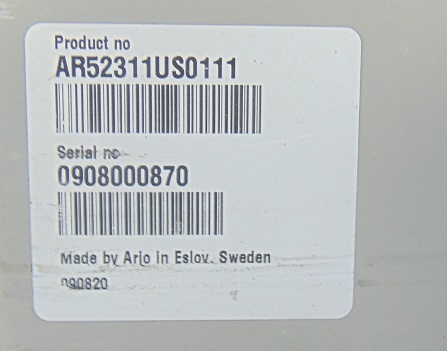 Product no
AR52311US0111
Serial no
0908000870
Made by Arjo in Eslov. Sweden
090820